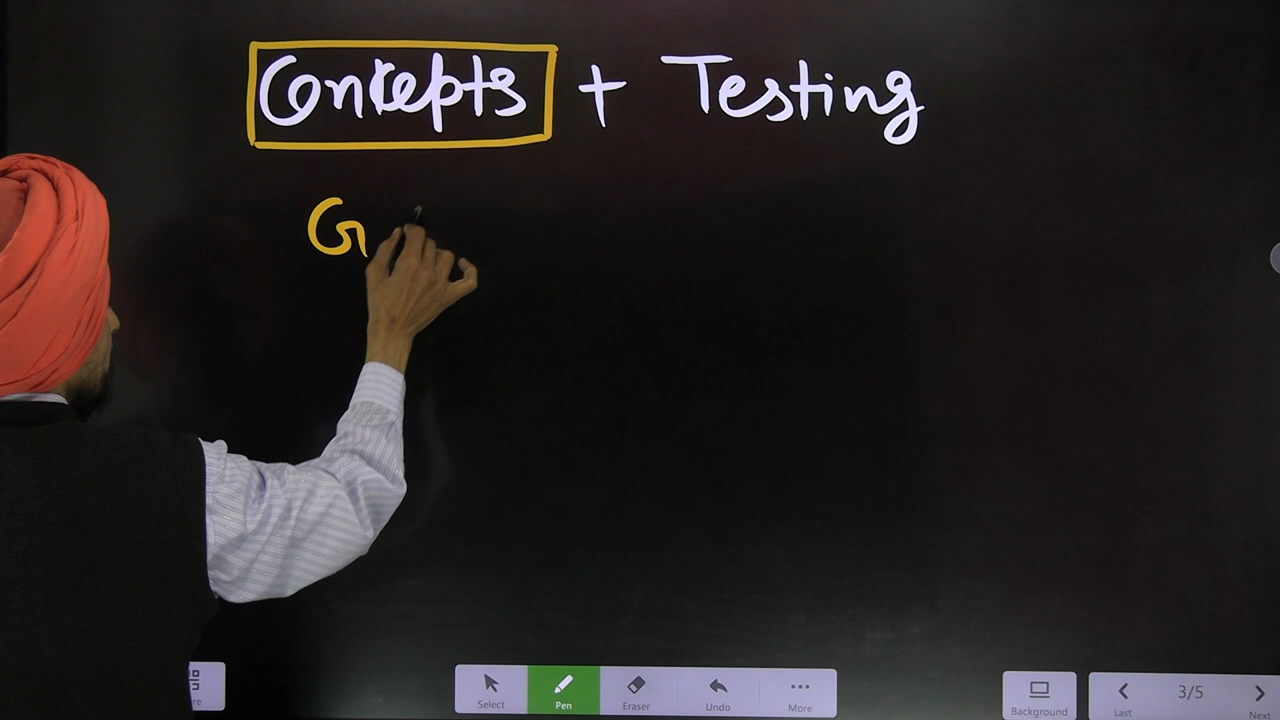 Concepts + Testing
G
Select Pen Eraser Undo More
Background Last 3/5 Next